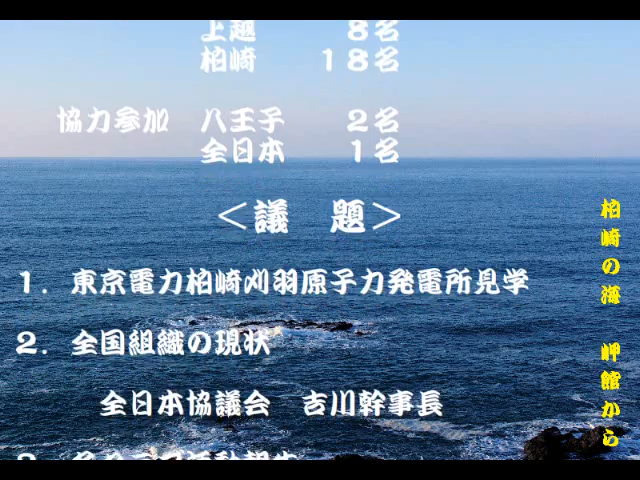 上越　　　８名
柏崎　　１８名
協力参加　八王子　　２名
全日本　　１名
＜議　題＞
１．東京電力柏崎刈羽原子力発電所見学
２．全国組織の現状
全日本協議会　吉川幹事長
柏崎の海　岬館から